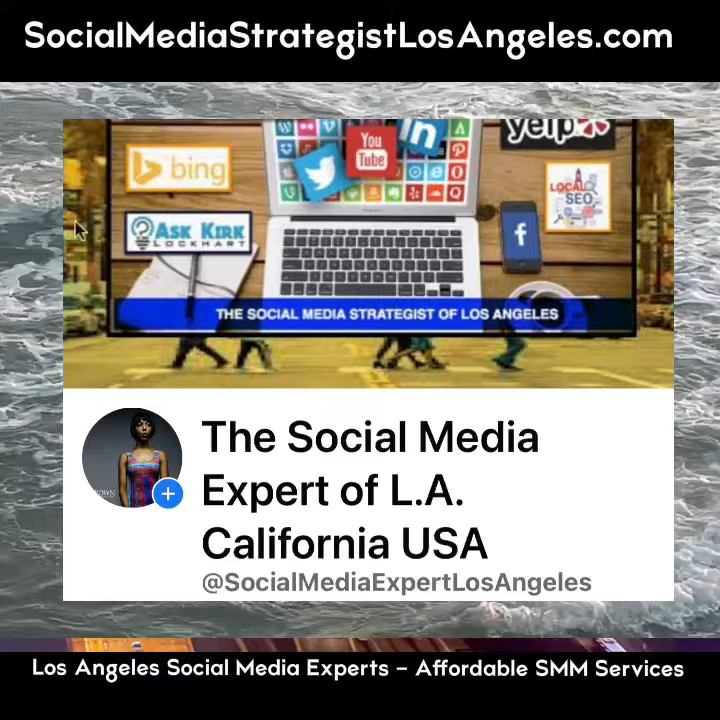 SocialMediaStrategistLosAngeles.com
You
Tube
in
yelp
bing
LOCAL
SEO
ASK KIRK
LOCKHART
f
THE SOCIAL MEDIA STRATEGIST OF LOS ANGELES
The Social Media
Expert of L.A.
California USA
@SocialMediaExpertLosAngeles
Los Angeles Social Media Experts – Affordable SMM Services